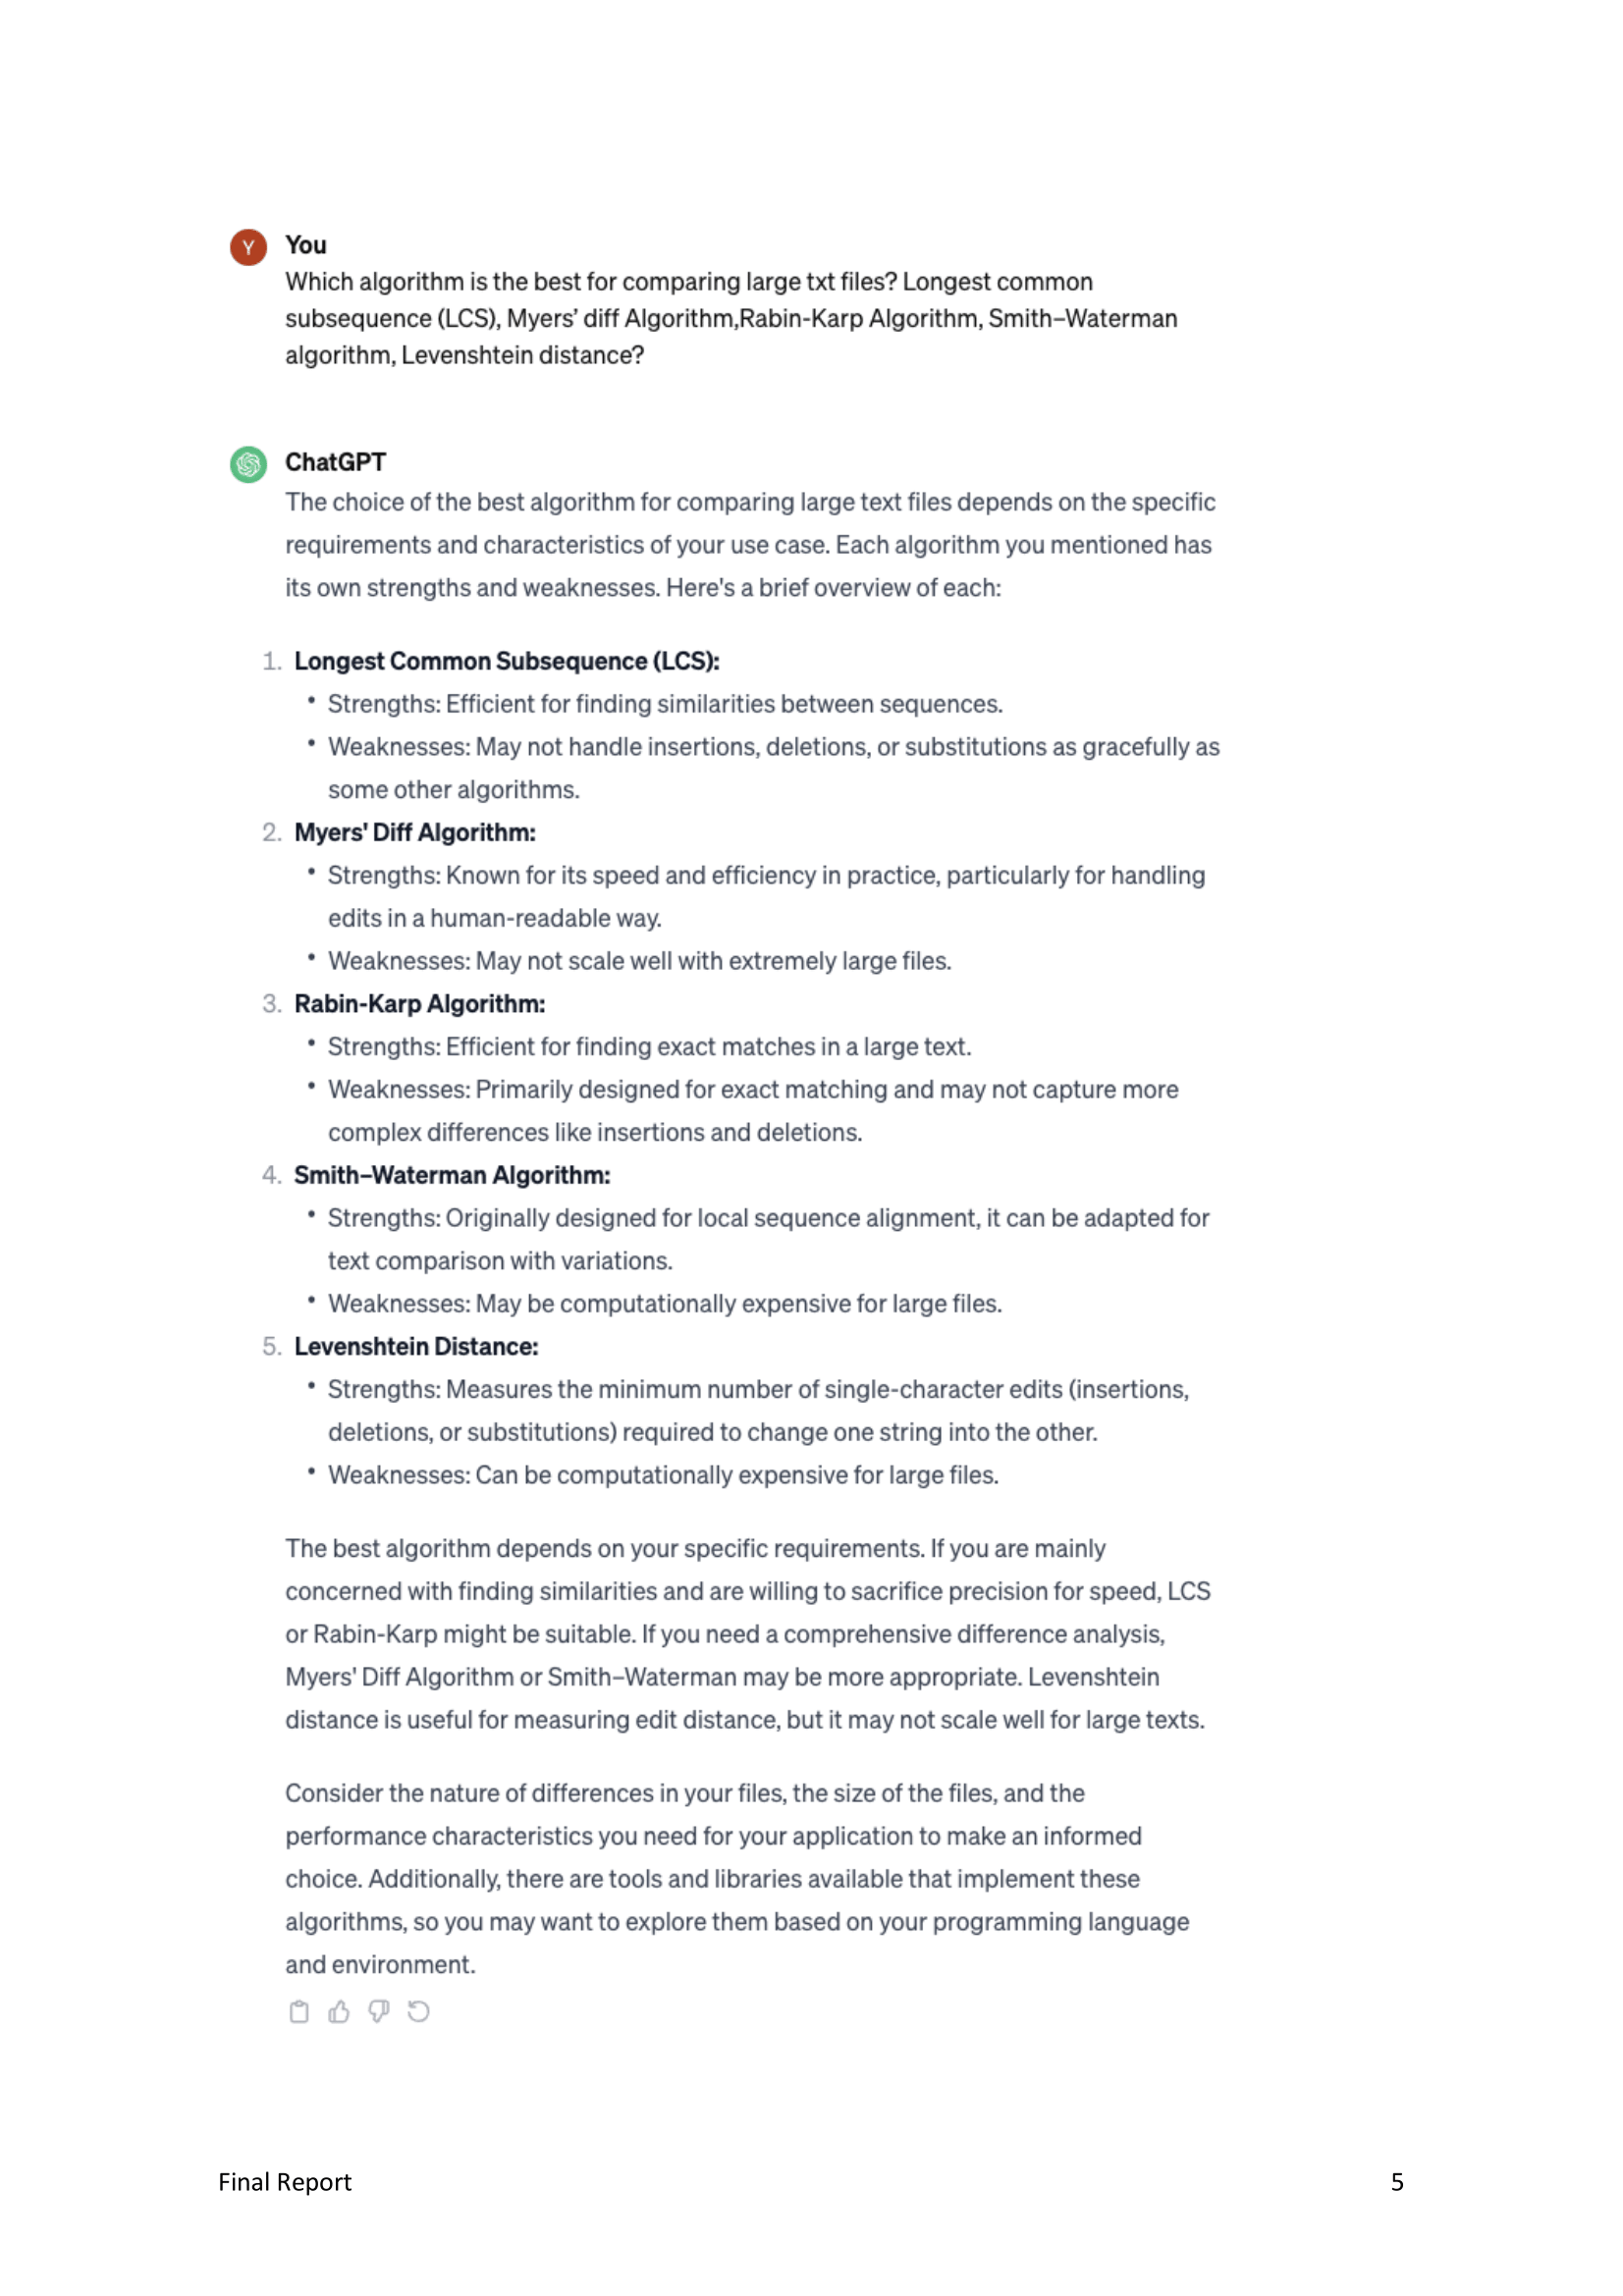 Y
You
Which algorithm is the best for comparing large txt files? Longest common
subsequence (LCS), Myers’ diff Algorithm,Rabin-Karp Algorithm, Smith–Waterman
algorithm, Levenshtein distance?
ChatGPT
The choice of the best algorithm for comparing large text files depends on the specific
requirements and characteristics of your use case. Each algorithm you mentioned has
its own strengths and weaknesses. Here's a brief overview of each:
1. Longest Common Subsequence (LCS):
• Strengths: Efficient for finding similarities between sequences.
• Weaknesses: May not handle insertions, deletions, or substitutions as gracefully as
some other algorithms.
2. Myers' Diff Algorithm:
• Strengths: Known for its speed and efficiency in practice, particularly for handling
edits in a human-readable way.
• Weaknesses: May not scale well with extremely large files.
3. Rabin-Karp Algorithm:
• Strengths: Efficient for finding exact matches in a large text.
• Weaknesses: Primarily designed for exact matching and may not capture more
complex differences like insertions and deletions.
4. Smith–Waterman Algorithm:
• Strengths: Originally designed for local sequence alignment, it can be adapted for
text comparison with variations.
• Weaknesses: May be computationally expensive for large files.
5. Levenshtein Distance:
• Strengths: Measures the minimum number of single-character edits (insertions,
deletions, or substitutions) required to change one string into the other.
• Weaknesses: Can be computationally expensive for large files.
The best algorithm depends on your specific requirements. If you are mainly
concerned with finding similarities and are willing to sacrifice precision for speed, LCS
or Rabin-Karp might be suitable. If you need a comprehensive difference analysis,
Myers' Diff Algorithm or Smith–Waterman may be more appropriate. Levenshtein
distance is useful for measuring edit distance, but it may not scale well for large texts.
Consider the nature of differences in your files, the size of the files, and the
performance characteristics you need for your application to make an informed
choice. Additionally, there are tools and libraries available that implement these
algorithms, so you may want to explore them based on your programming language
and environment.
Final Report 5